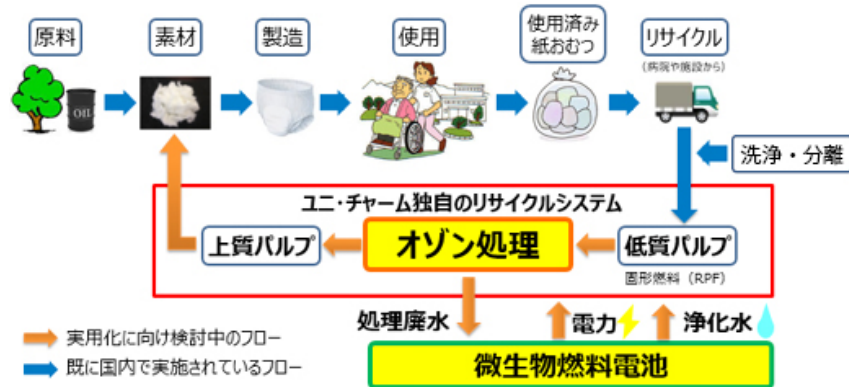 原料
素材
製造
使用
使用済み
紙おむつ
リサイクル
(病院や施設から)
OIL
洗浄・分離
ユニ・チャーム独自のリサイクルシステム
上質パルプ
オゾン処理
低質パルプ
固形燃料(RPF)
処理廃水
電力
浄化水
実用化に向け検討中のフロー
既に国内で実施されているフロー
微生物燃料電池